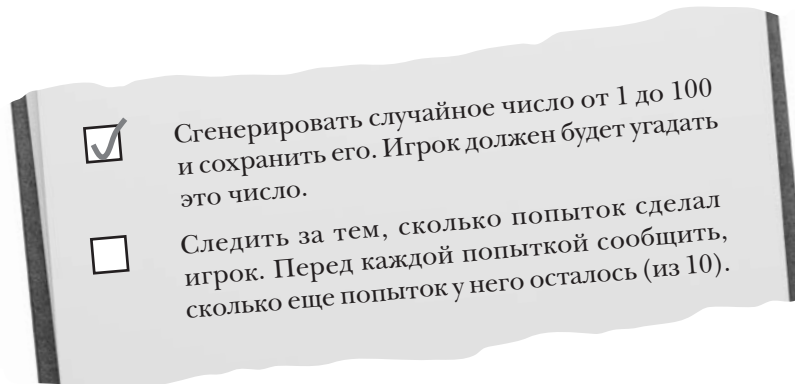 Сгенерировать случайное число от 1 до 100
и сохранить его. Игрок должен будет угадать
это число.
Следить за тем, сколько попыток сделал
игрок. Перед каждой попыткой сообщить,
сколько еще попыток у него осталось (из 10).